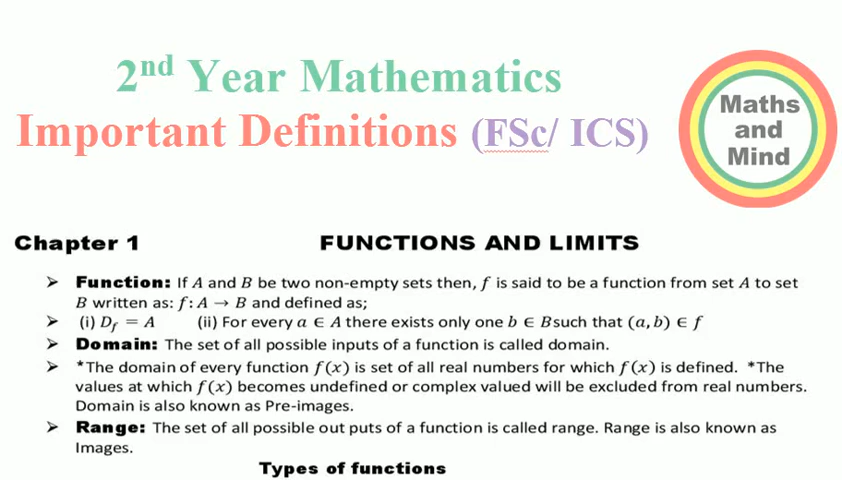 2nd Year Mathematics
Important Definitions (FSc/ ICS)
Maths
and
Mind
Chapter 1 FUNCTIONS AND LIMITS
➢ Function: If A and B be two non-empty sets then, f is said to be a function from set A to set
B written as: f: A → B and defined as;
➢ (i) D_f = A (ii) For every a ∈ A there exists only one b ∈ Bsuch that (a, b) ∈ f
➢ Domain: The set of all possible inputs of a function is called domain.
➢ *The domain of every function f(x) is set of all real numbers for which f(x) is defined. *The
values at which f(x) becomes undefined or complex valued will be excluded from real numbers.
Domain is also known as Pre-images.
➢ Range: The set of all possible out puts of a function is called range. Range is also known as
Images.
Types of functions